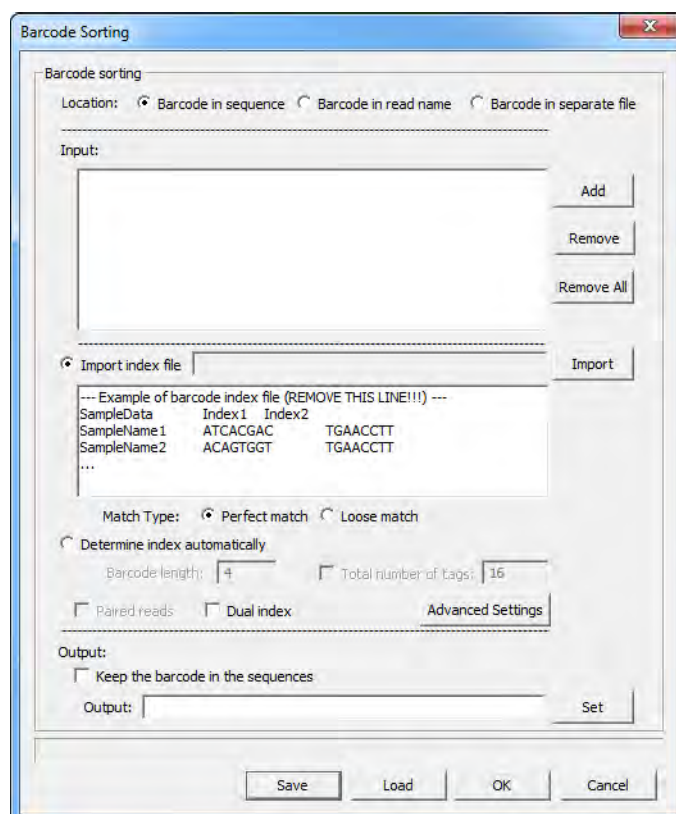 Barcode Sorting
Barcode sorting
Location: Barcode in sequence Barcode in read name Barcode in separate file
Input:
Add
Remove
Remove All
Import index file Import
--- Example of barcode index file (REMOVE THIS LINE!!!) ---
SampleData Index1 Index2
SampleName1 ATCACGAC TGAACCTT
SampleName2 ACAGTGGT TGAACCTT
...
Match Type: Perfect match Loose match
Determine index automatically
Barcode length: 4 Total number of tags: 16
Paired reads Dual index Advanced Settings
Output:
Keep the barcode in the sequences
Output: Set
Save Load OK Cancel